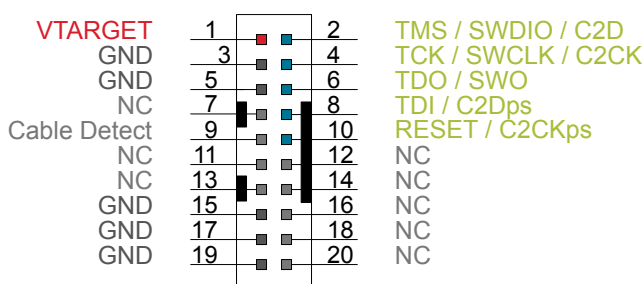 VTARGET 1 2 TMS / SWDIO / C2D
GND 3 4 TCK / SWCLK / C2CK
GND 5 6 TDO / SWO
NC 7 8 TDI / C2Dps
Cable Detect 9 10 RESET / C2CKps
NC 11 12 NC
NC 13 14 NC
GND 15 16 NC
GND 17 18 NC
GND 19 20 NC